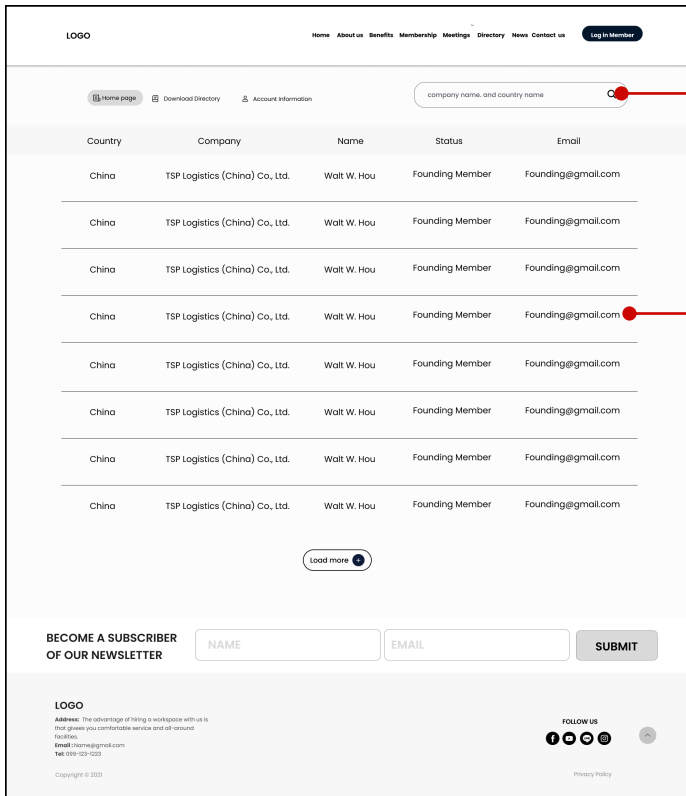 LOGO
Home About us Benefits Membership Meetings Directory News Contact us Log in Member
Home page Download Directory Account Information
company name. and country name
Country Company Name Status Email
China TSP Logistics (China) Co., Ltd. Walt W. Hou Founding Member Founding@gmail.com
China TSP Logistics (China) Co., Ltd. Walt W. Hou Founding Member Founding@gmail.com
China TSP Logistics (China) Co., Ltd. Walt W. Hou Founding Member Founding@gmail.com
China TSP Logistics (China) Co., Ltd. Walt W. Hou Founding Member Founding@gmail.com
China TSP Logistics (China) Co., Ltd. Walt W. Hou Founding Member Founding@gmail.com
China TSP Logistics (China) Co., Ltd. Walt W. Hou Founding Member Founding@gmail.com
China TSP Logistics (China) Co., Ltd. Walt W. Hou Founding Member Founding@gmail.com
China TSP Logistics (China) Co., Ltd. Walt W. Hou Founding Member Founding@gmail.com
Load more
BECOME A SUBSCRIBER
OF OUR NEWSLETTER
NAME EMAIL SUBMIT
LOGO
Address: The advantage of hiring a workspace with us is
that givees you comfortable service and all-around
facilities.
Email : Name@gmail.com
Tel: 099-123-1223
FOLLOW US
Copyright © 2021 Privacy Policy